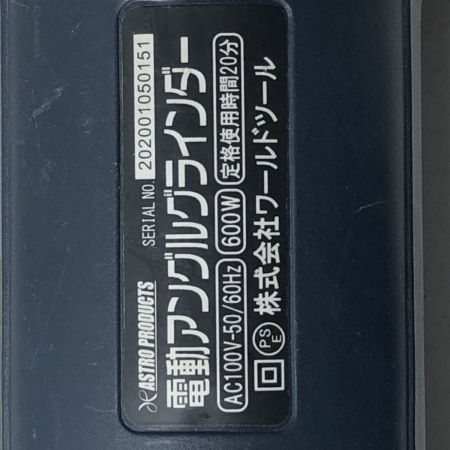 ASTRO PRODUCTS SERIAL NO. 202001050151
電動アングルグラインダー
AC100V-50/60Hz 600W 定格使用時間20分
PSE 株式会社ワールドツール